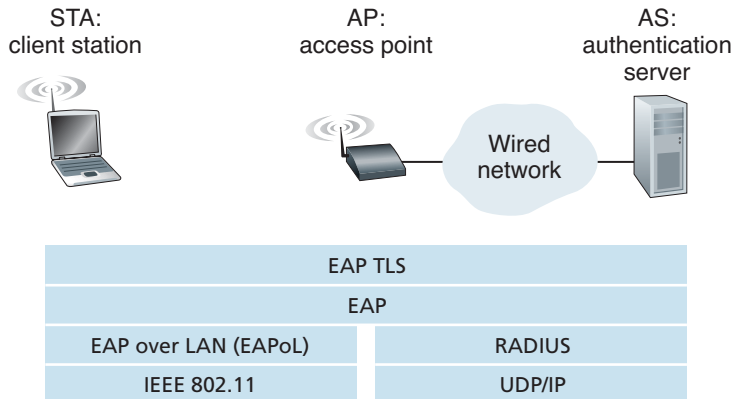 STA:
client station
AP:
access point
AS:
authentication
server
Wired
network
EAP TLS
EAP
EAP over LAN (EAPoL)
RADIUS
IEEE 802.11
UDP/IP